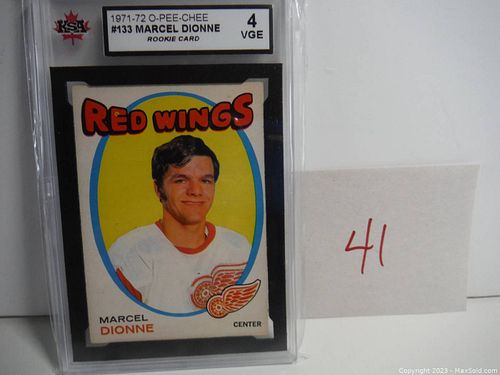 KSA
1971-72 O-PEE-CHEE
#133 MARCEL DIONNE
ROOKIE CARD
4
VGE
RED WINGS
MARCEL
DIONNE
CENTER
41
Copyright 2023 - MaxSold.com